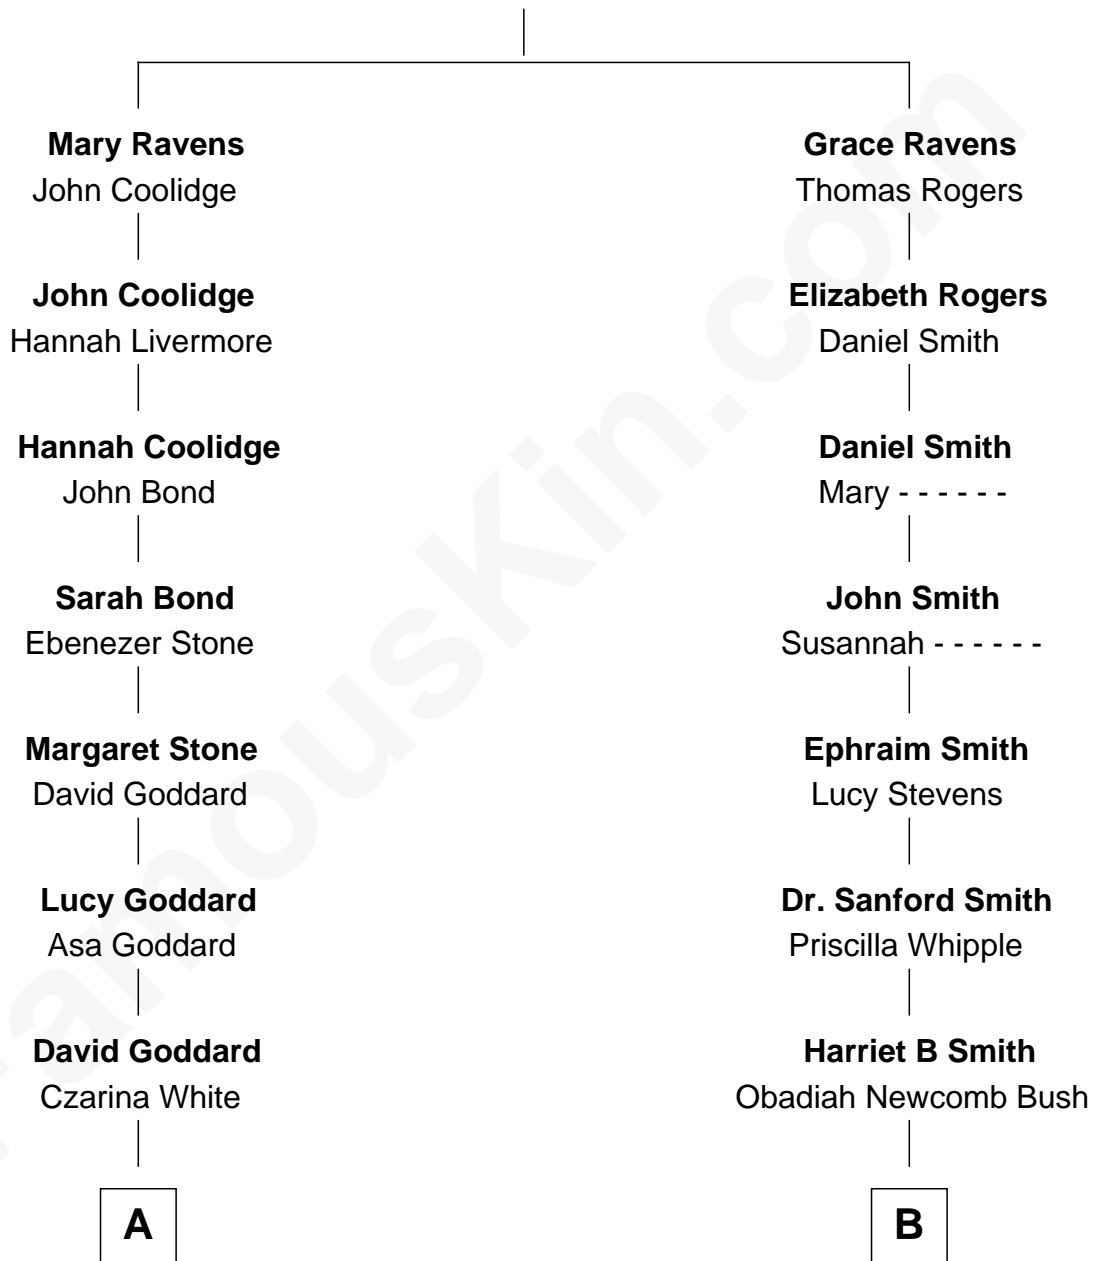 Mary Ravens
John Coolidge
John Coolidge
Hannah Livermore
Hannah Coolidge
John Bond
Sarah Bond
Ebenezer Stone
Margaret Stone
David Goddard
Lucy Goddard
Asa Goddard
David Goddard
Czarina White
A
Grace Ravens
Thomas Rogers
Elizabeth Rogers
Daniel Smith
Daniel Smith
Mary - - - - - -
John Smith
Susannah - - - - - -
Ephraim Smith
Lucy Stevens
Dr. Sanford Smith
Priscilla Whipple
Harriet B Smith
Obadiah Newcomb Bush
B
FamousKin.com